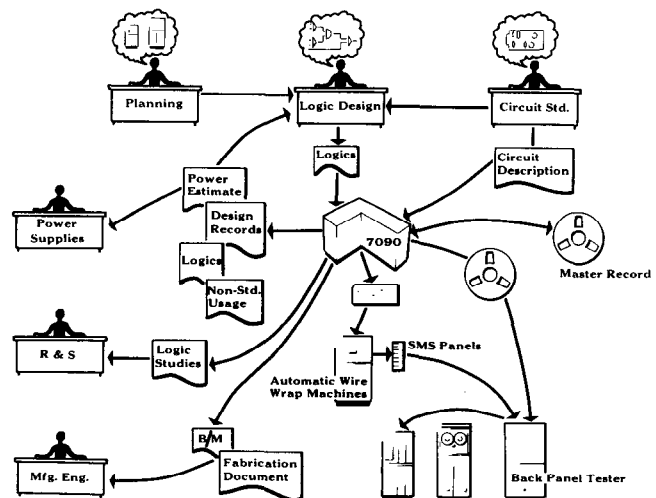 Planning
Logic Design
Circuit Std.
Logics
Circuit
Description
Power
Estimate
Power
Supplies
Design
Records
7090
Logics
Non-Std.
Usage
Master Record
R & S
Logic
Studies
SMS Panels
Automatic Wire
Wrap Machines
B/M
Fabrication
Document
Mfg. Eng.
Back Panel Tester